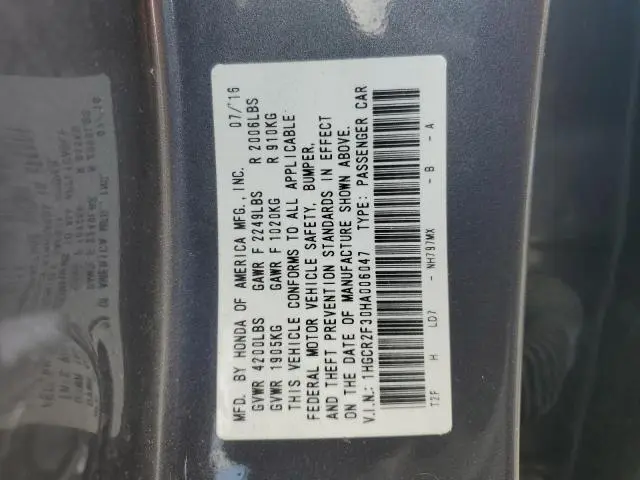 MFD. BY HONDA OF AMERICA MFG., INC. 07/'16
GVWR 4200LBS GAWR F 2249LBS R 2006LBS
GVWR 1905KG GAWR F 1020KG R 910KG
THIS VEHICLE CONFORMS TO ALL APPLICABLE
FEDERAL MOTOR VEHICLE SAFETY, BUMPER,
AND THEFT PREVENTION STANDARDS IN EFFECT
ON THE DATE OF MANUFACTURE SHOWN ABOVE.
V.I.N.: 1HGCR2F30HA006047 TYPE: PASSENGER CAR
T2F H LD7 - NH797MX - B - A